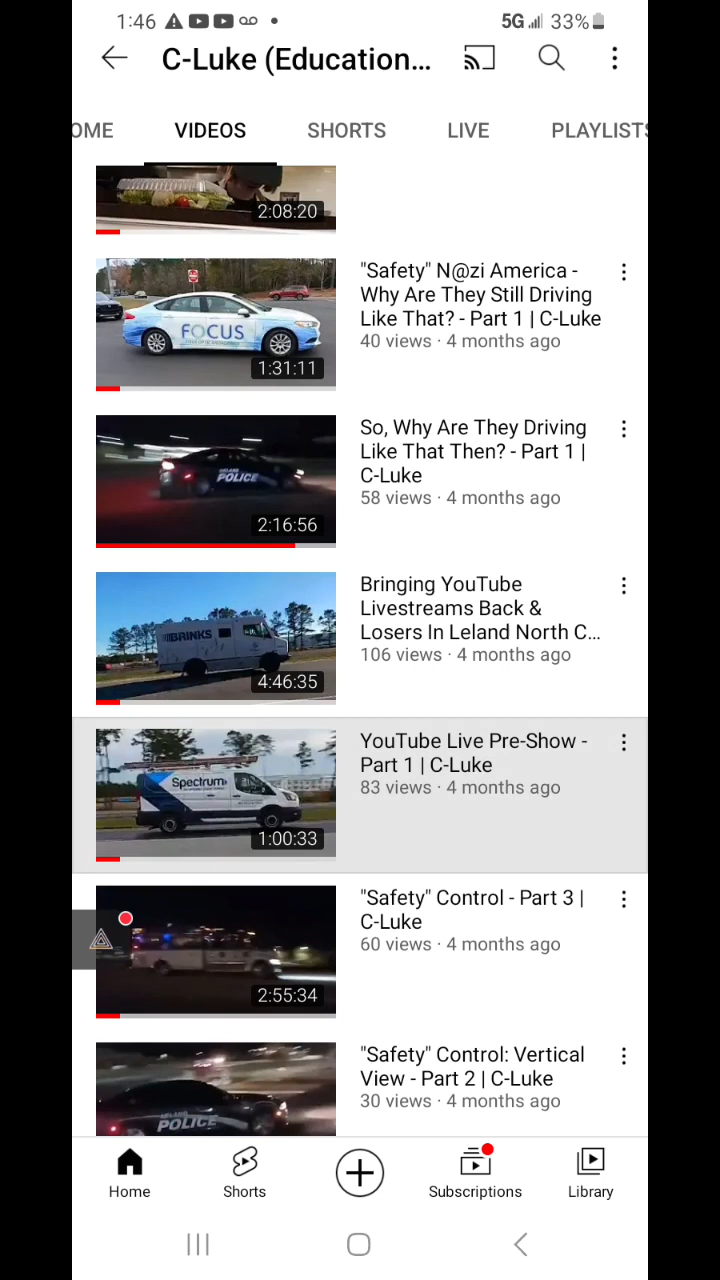 1:46
5G 33%
C-Luke (Education...
OME VIDEOS SHORTS LIVE PLAYLISTS
2:08:20
FOCUS
1:31:11
"Safety" N@zi America -
Why Are They Still Driving
Like That? - Part 1 | C-Luke
40 views · 4 months ago
POLICE
2:16:56
So, Why Are They Driving
Like That Then? - Part 1 |
C-Luke
58 views · 4 months ago
BRINKS
4:46:35
Bringing YouTube
Livestreams Back &
Losers In Leland North C...
106 views · 4 months ago
Spectrum
1:00:33
YouTube Live Pre-Show -
Part 1 | C-Luke
83 views · 4 months ago
2:55:34
"Safety" Control - Part 3 |
C-Luke
60 views · 4 months ago
LELAND
POLICE
"Safety" Control: Vertical
View - Part 2 | C-Luke
30 views · 4 months ago
Home Shorts Subscriptions Library